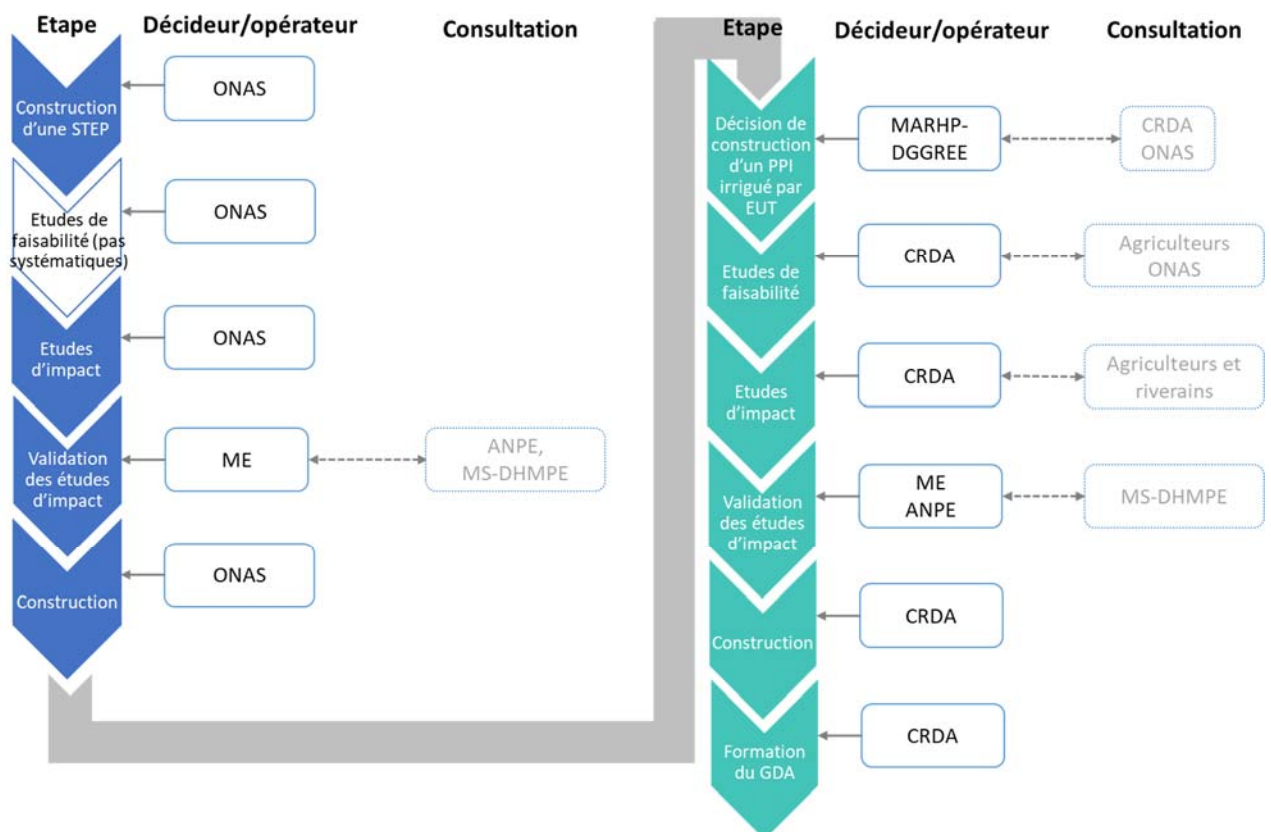 Etape
Décideur/opérateur
Consultation
Construction
d'une STEP
ONAS
Etudes de
faisabilité (pas
systématiques)
ONAS
Etudes
d'impact
ONAS
Validation
des études
d'impact
ME
ANPE,
MS-DHMPE
Construction
ONAS
Etape
Décideur/opérateur
Consultation
Décision de
construction
d'un PPI
irrigué par
EUT
MARHP-
DGGREE
CRDA
ONAS
Etudes de
faisabilité
CRDA
Agriculteurs
ONAS
Etudes
d'impact
CRDA
Agriculteurs et
riverains
Validation
des études
d'impact
ME
ANPE
MS-DHMPE
Construction
CRDA
Formation
du GDA
CRDA